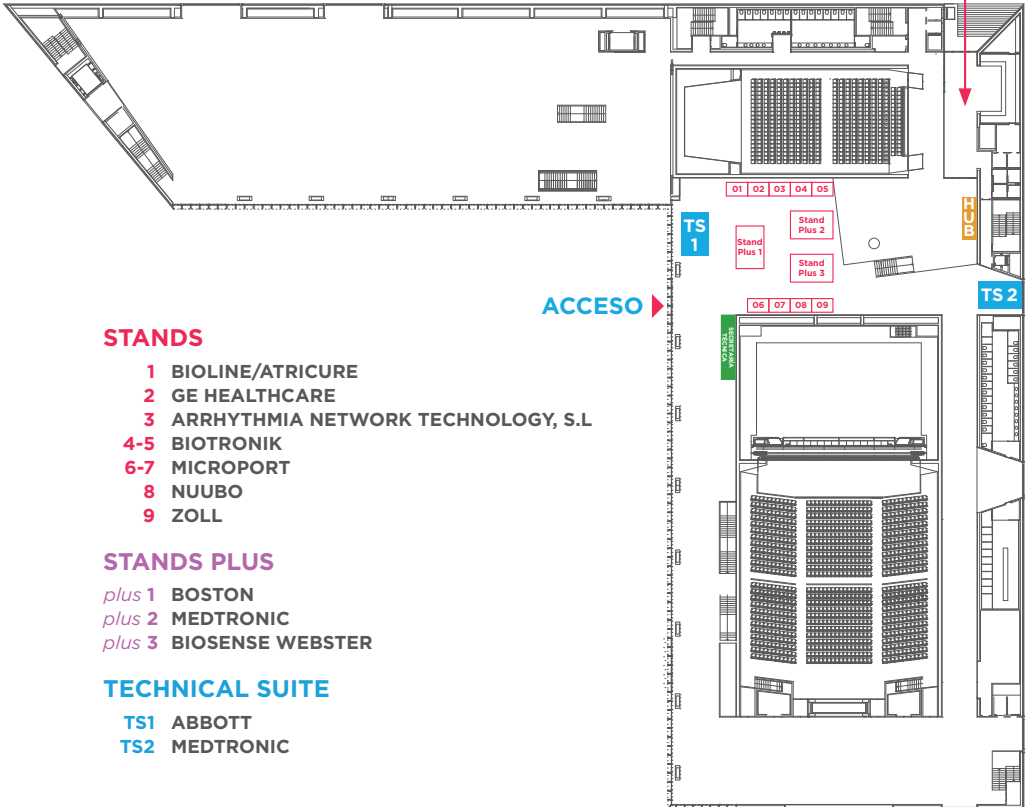 01 02 03 04 05
HUB
TS
1
Stand
Plus 2
Stand
Plus 1
Stand
Plus 3
TS 2
ACCESO
06 07 08 09
SECRETARÍA
TÉCNICA
STANDS
1 BIOLINE/ATRICURE
2 GE HEALTHCARE
3 ARRHYTHMIA NETWORK TECHNOLOGY, S.L
4-5 BIOTRONIK
6-7 MICROPORT
8 NUUBO
9 ZOLL
STANDS PLUS
plus 1 BOSTON
plus 2 MEDTRONIC
plus 3 BIOSENSE WEBSTER
TECHNICAL SUITE
TS1 ABBOTT
TS2 MEDTRONIC